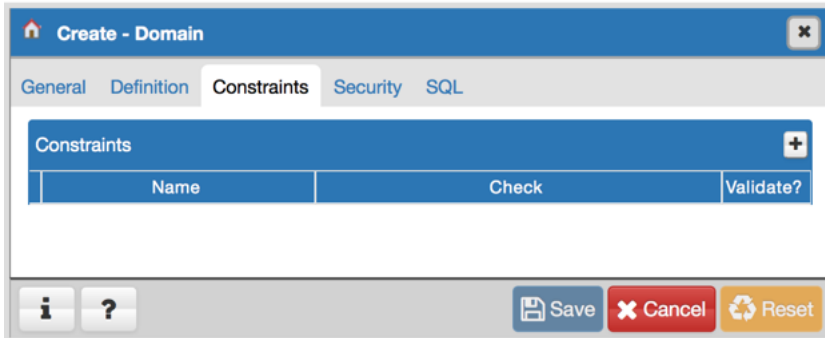 Create - Domain
General Definition Constraints Security SQL
Constraints
Name Check Validate?
i ? Save Cancel Reset